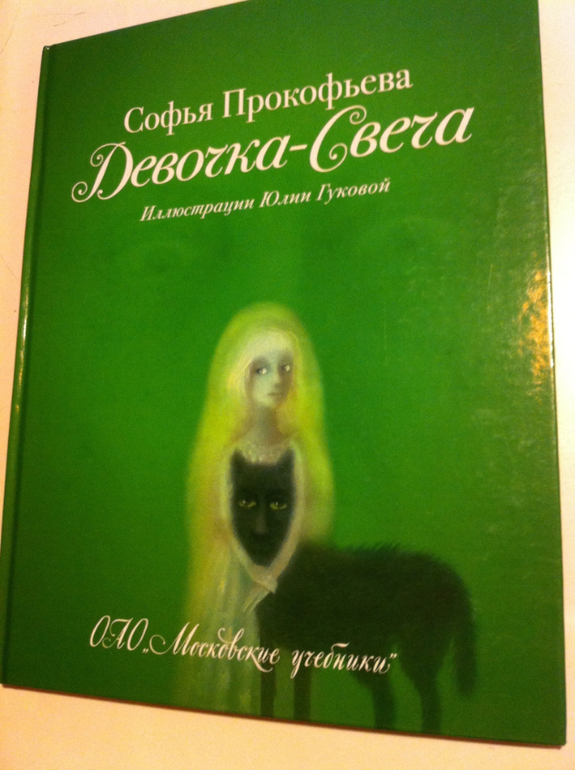 Софья Прокофьева
Девочка-Свеча
Иллюстрации Юлии Гуковой
ОАО „Московские учебники”